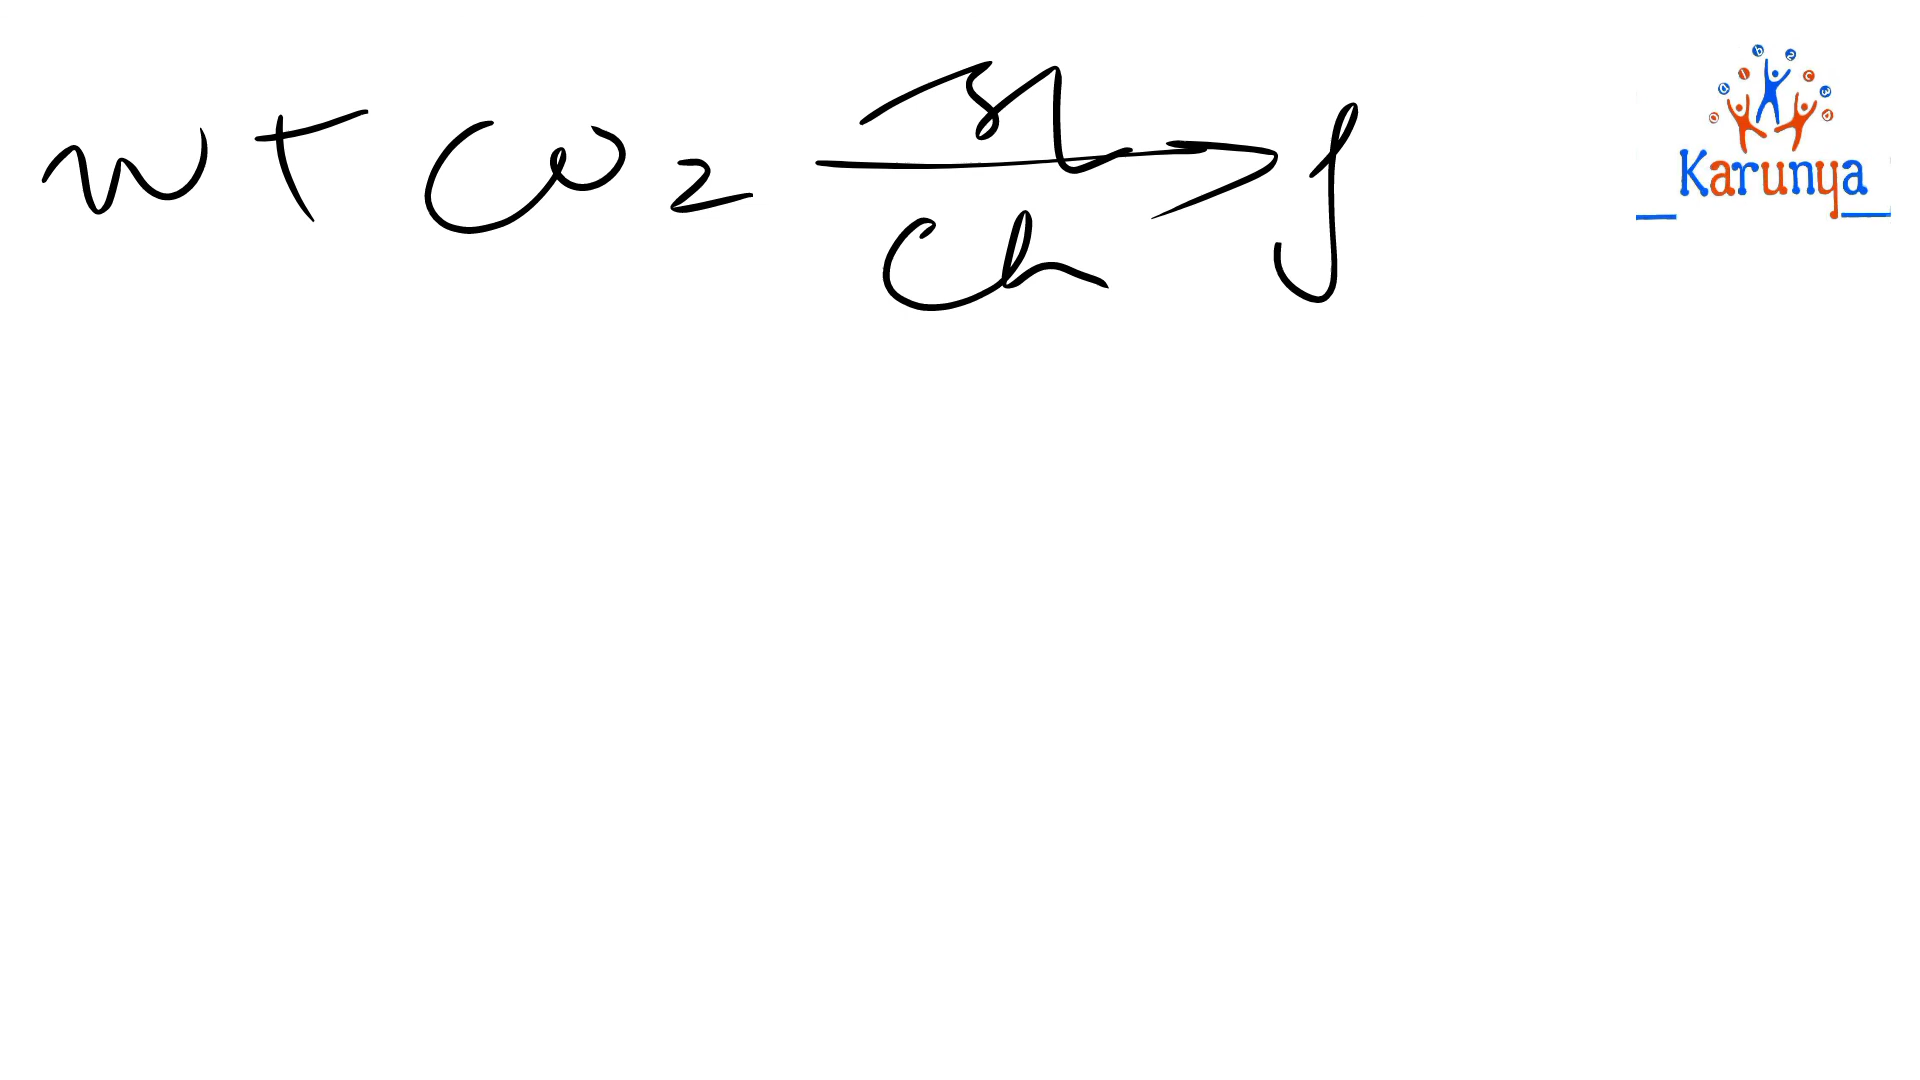 w + CO2 Sl
Ch → f
Karunya